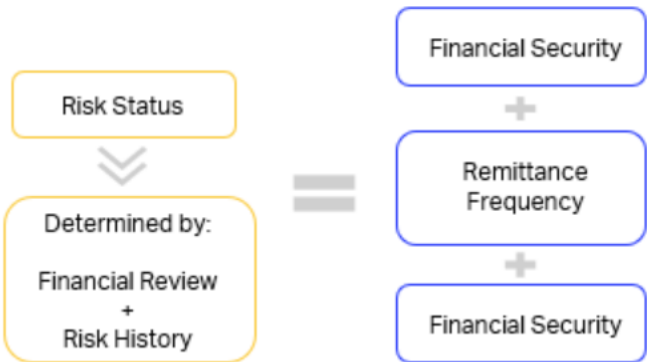 Risk Status
Determined by:
Financial Review
+
Risk History
=
Financial Security
+
Remittance
Frequency
+
Financial Security